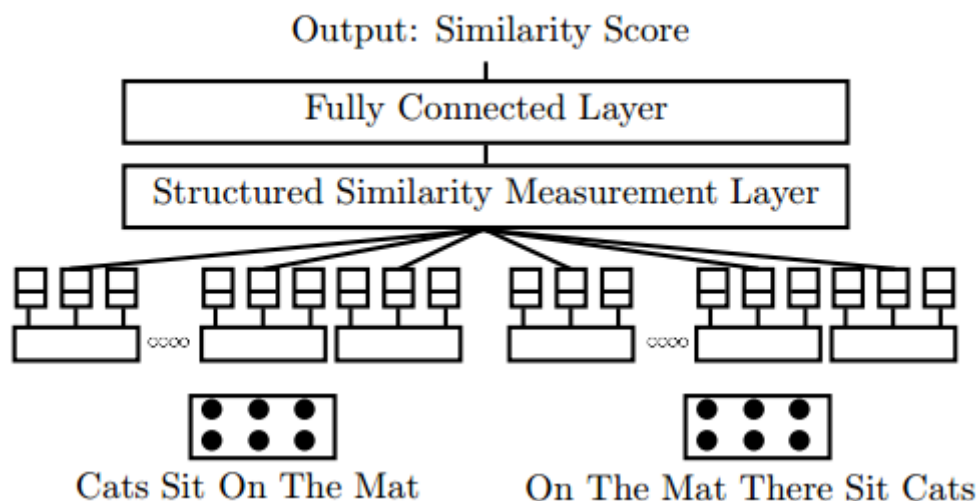 Output: Similarity Score
Fully Connected Layer
Structured Similarity Measurement Layer
Cats Sit On The Mat
On The Mat There Sit Cats